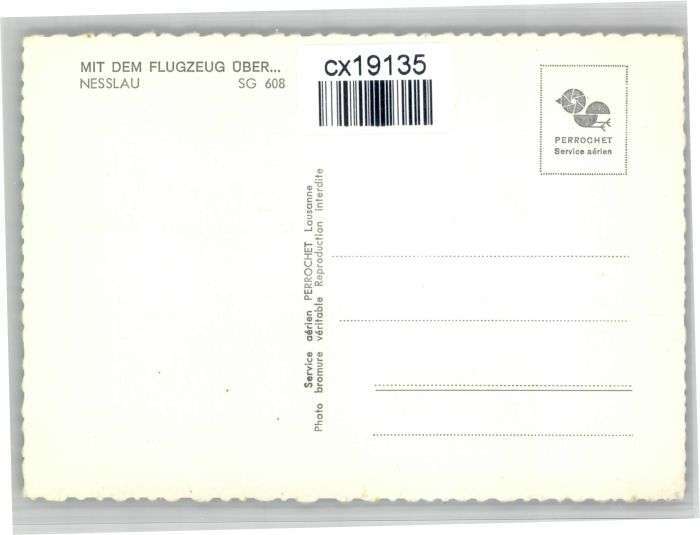 MIT DEM FLUGZEUG ÜBER...
NESSLAU SG 608
cx19135
PERROCHET
Service aérien
Service aérien PERROCHET Lausanne
Photo bromure véritable Reproduction interdite